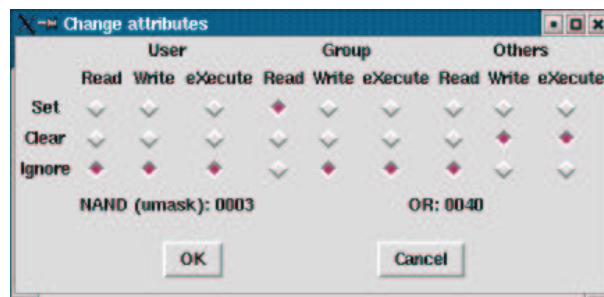 Change attributes
User Group Others
Read Write eXecute Read Write eXecute Read Write eXecute
Set
Clear
Ignore
NAND (umask): 0003 OR: 0040
OK Cancel